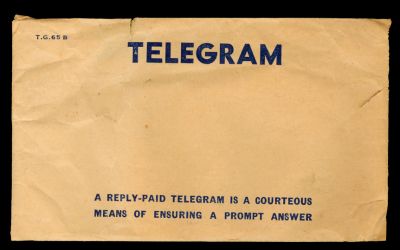 T.G.65 B
TELEGRAM
A REPLY-PAID TELEGRAM IS A COURTEOUS
MEANS OF ENSURING A PROMPT ANSWER